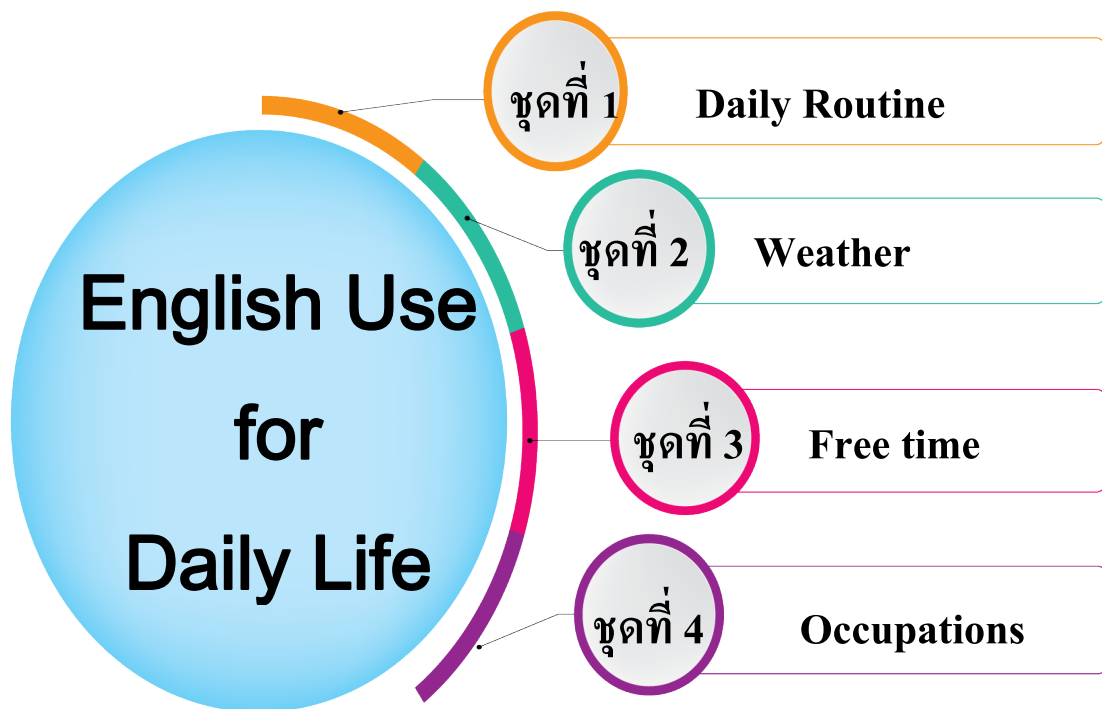 English Use
for
Daily Life
ชุดที่ 1 Daily Routine
ชุดที่ 2 Weather
ชุดที่ 3 Free time
ชุดที่ 4 Occupations